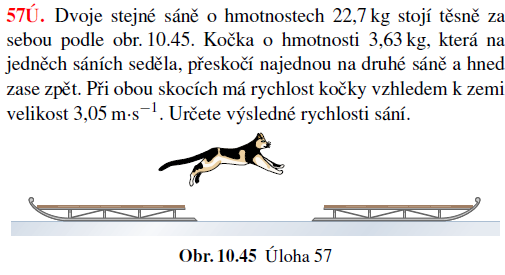 57Ú. Dvoje stejné sáně o hmotnostech 22,7 kg stojí těsně za
sebou podle obr. 10.45. Kočka o hmotnosti 3,63 kg, která na
jedněch sáních seděla, přeskočí najednou na druhé sáně a hned
zase zpět. Při obou skocích má rychlost kočky vzhledem k zemi
velikost 3,05 m·s⁻¹. Určete výsledné rychlosti sání.
Obr. 10.45 Úloha 57